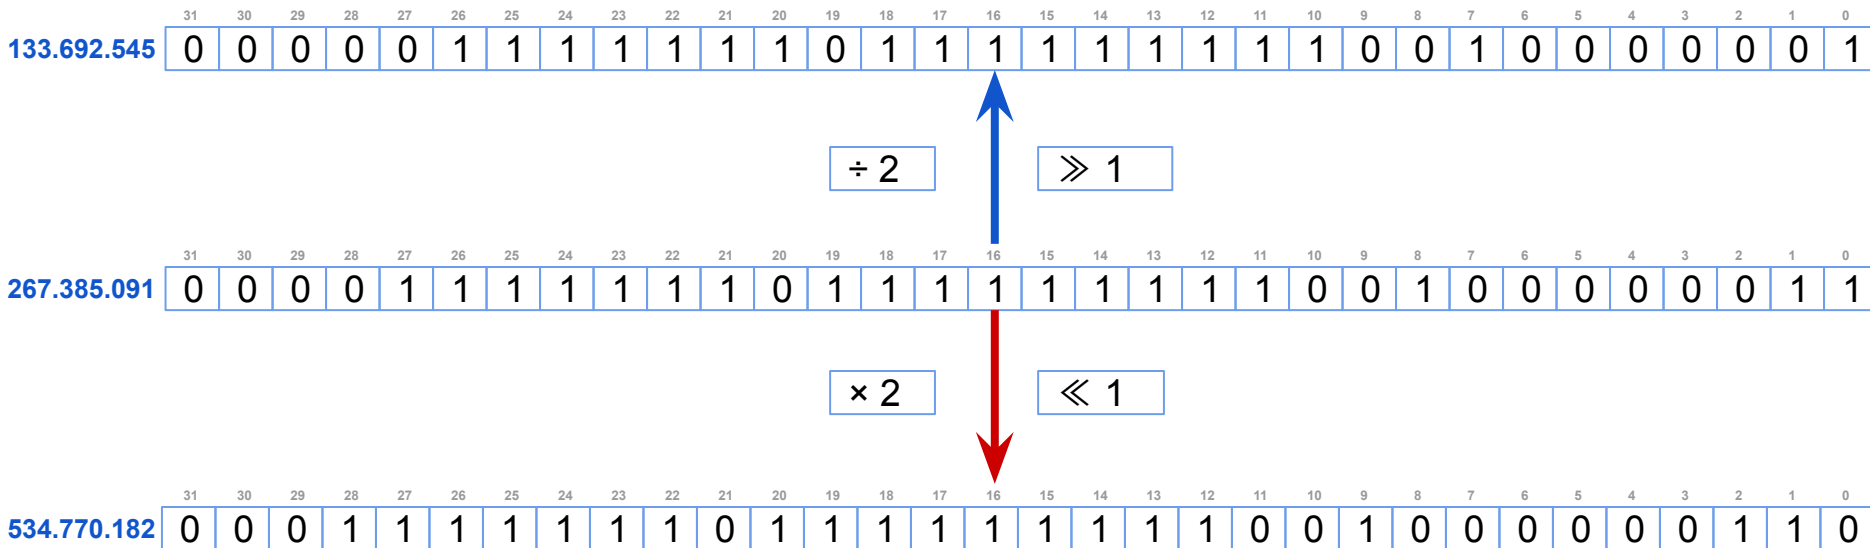 31 30 29 28 27 26 25 24 23 22 21 20 19 18 17 16 15 14 13 12 11 10 9 8 7 6 5 4 3 2 1 0
133.692.545 0 0 0 0 0 1 1 1 1 1 1 1 0 1 1 1 1 1 1 1 1 1 0 0 1 0 0 0 0 0 0 1
÷ 2 ≫ 1
31 30 29 28 27 26 25 24 23 22 21 20 19 18 17 16 15 14 13 12 11 10 9 8 7 6 5 4 3 2 1 0
267.385.091 0 0 0 0 1 1 1 1 1 1 1 0 1 1 1 1 1 1 1 1 1 0 0 1 0 0 0 0 0 0 1 1
× 2 ≪ 1
31 30 29 28 27 26 25 24 23 22 21 20 19 18 17 16 15 14 13 12 11 10 9 8 7 6 5 4 3 2 1 0
534.770.182 0 0 0 1 1 1 1 1 1 1 0 1 1 1 1 1 1 1 1 1 0 0 1 0 0 0 0 0 0 1 1 0